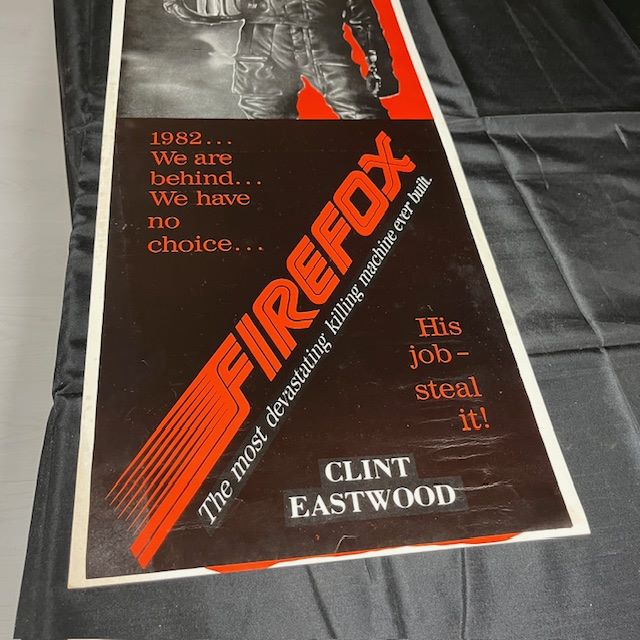 1982...
We are
behind...
We have
no
choice...
FIREFOX
The most devastating killing machine ever built.
His
job–
steal
it!
CLINT
EASTWOOD